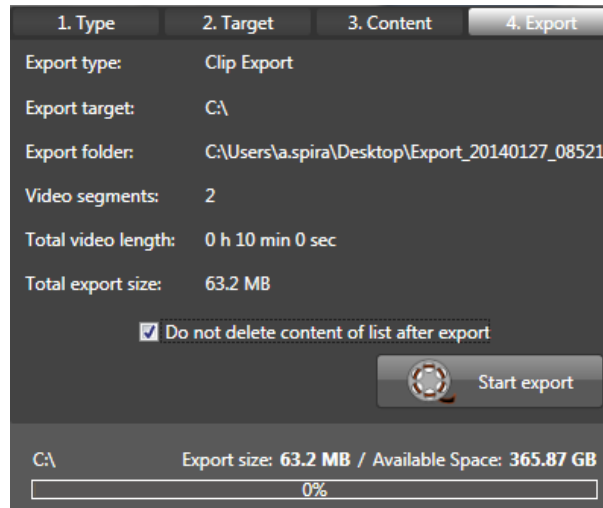 1. Type 2. Target 3. Content 4. Export
Export type: Clip Export
Export target: C:\
Export folder: C:\Users\a.spira\Desktop\Export_20140127_08521
Video segments: 2
Total video length: 0 h 10 min 0 sec
Total export size: 63.2 MB
Do not delete content of list after export
Start export
C:\ Export size: 63.2 MB / Available Space: 365.87 GB
0%